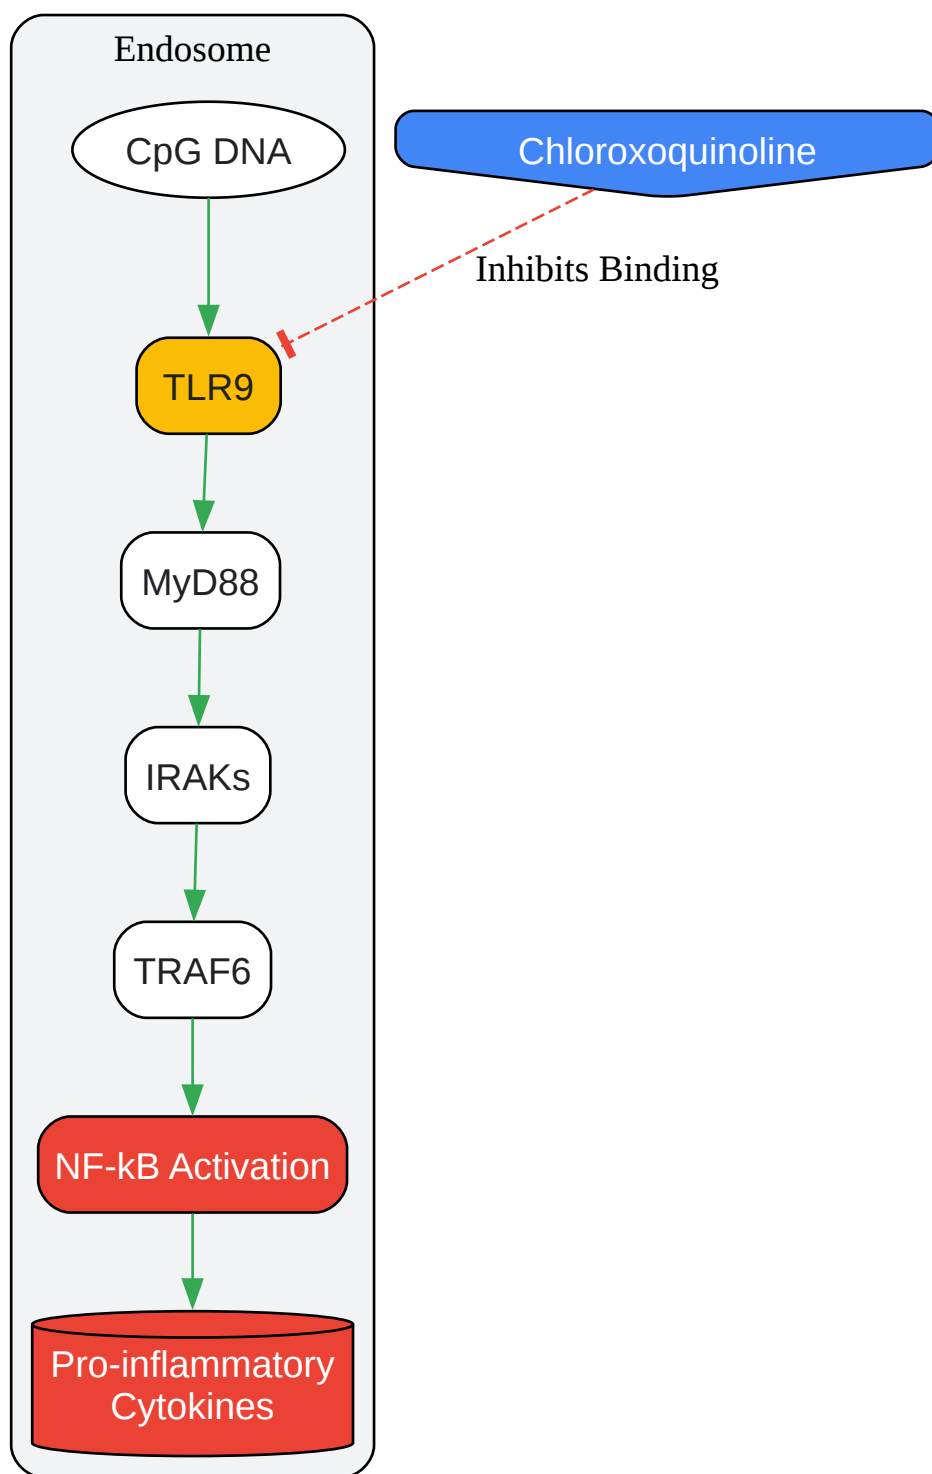 Endosome
CpG DNA
Chloroxoquinoline
Inhibits Binding
TLR9
MyD88
IRAKs
TRAF6
NF-kB Activation
Pro-inflammatory
Cytokines